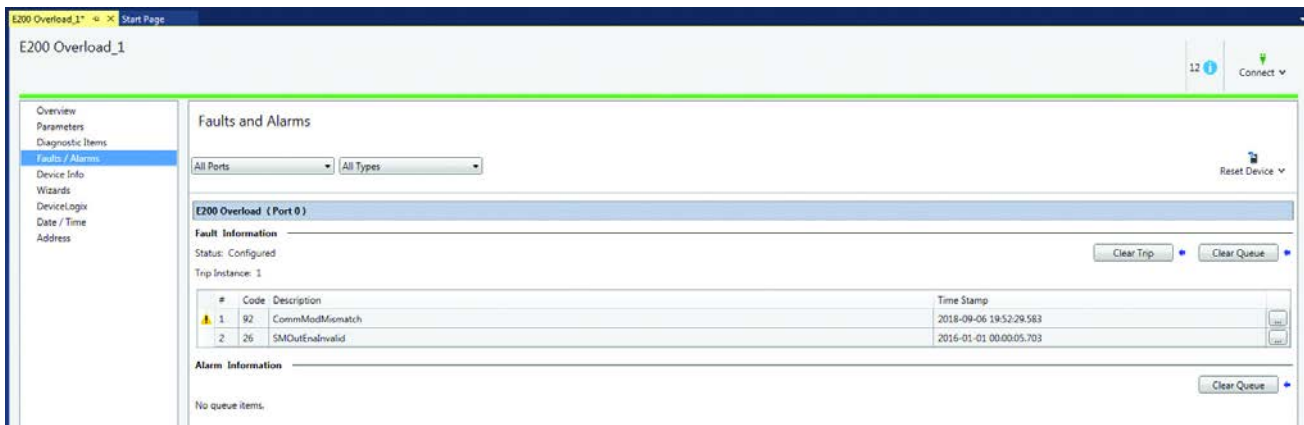 E200 Overload_1* Start Page
E200 Overload_1
12 Connect
Overview
Parameters
Diagnostic Items
Faults / Alarms
Device Info
Wizards
DeviceLogix
Date / Time
Address
Faults and Alarms
All Ports All Types
Reset Device
E200 Overload (Port 0)
Fault Information
Status: Configured
Clear Trip Clear Queue
Trip Instance: 1
# Code Description Time Stamp
1 92 CommModMismatch 2018-09-06 19:52:29.583 ...
2 26 SMOutEnaInvalid 2016-01-01 00:00:05.703 ...
Alarm Information
Clear Queue
No queue items.